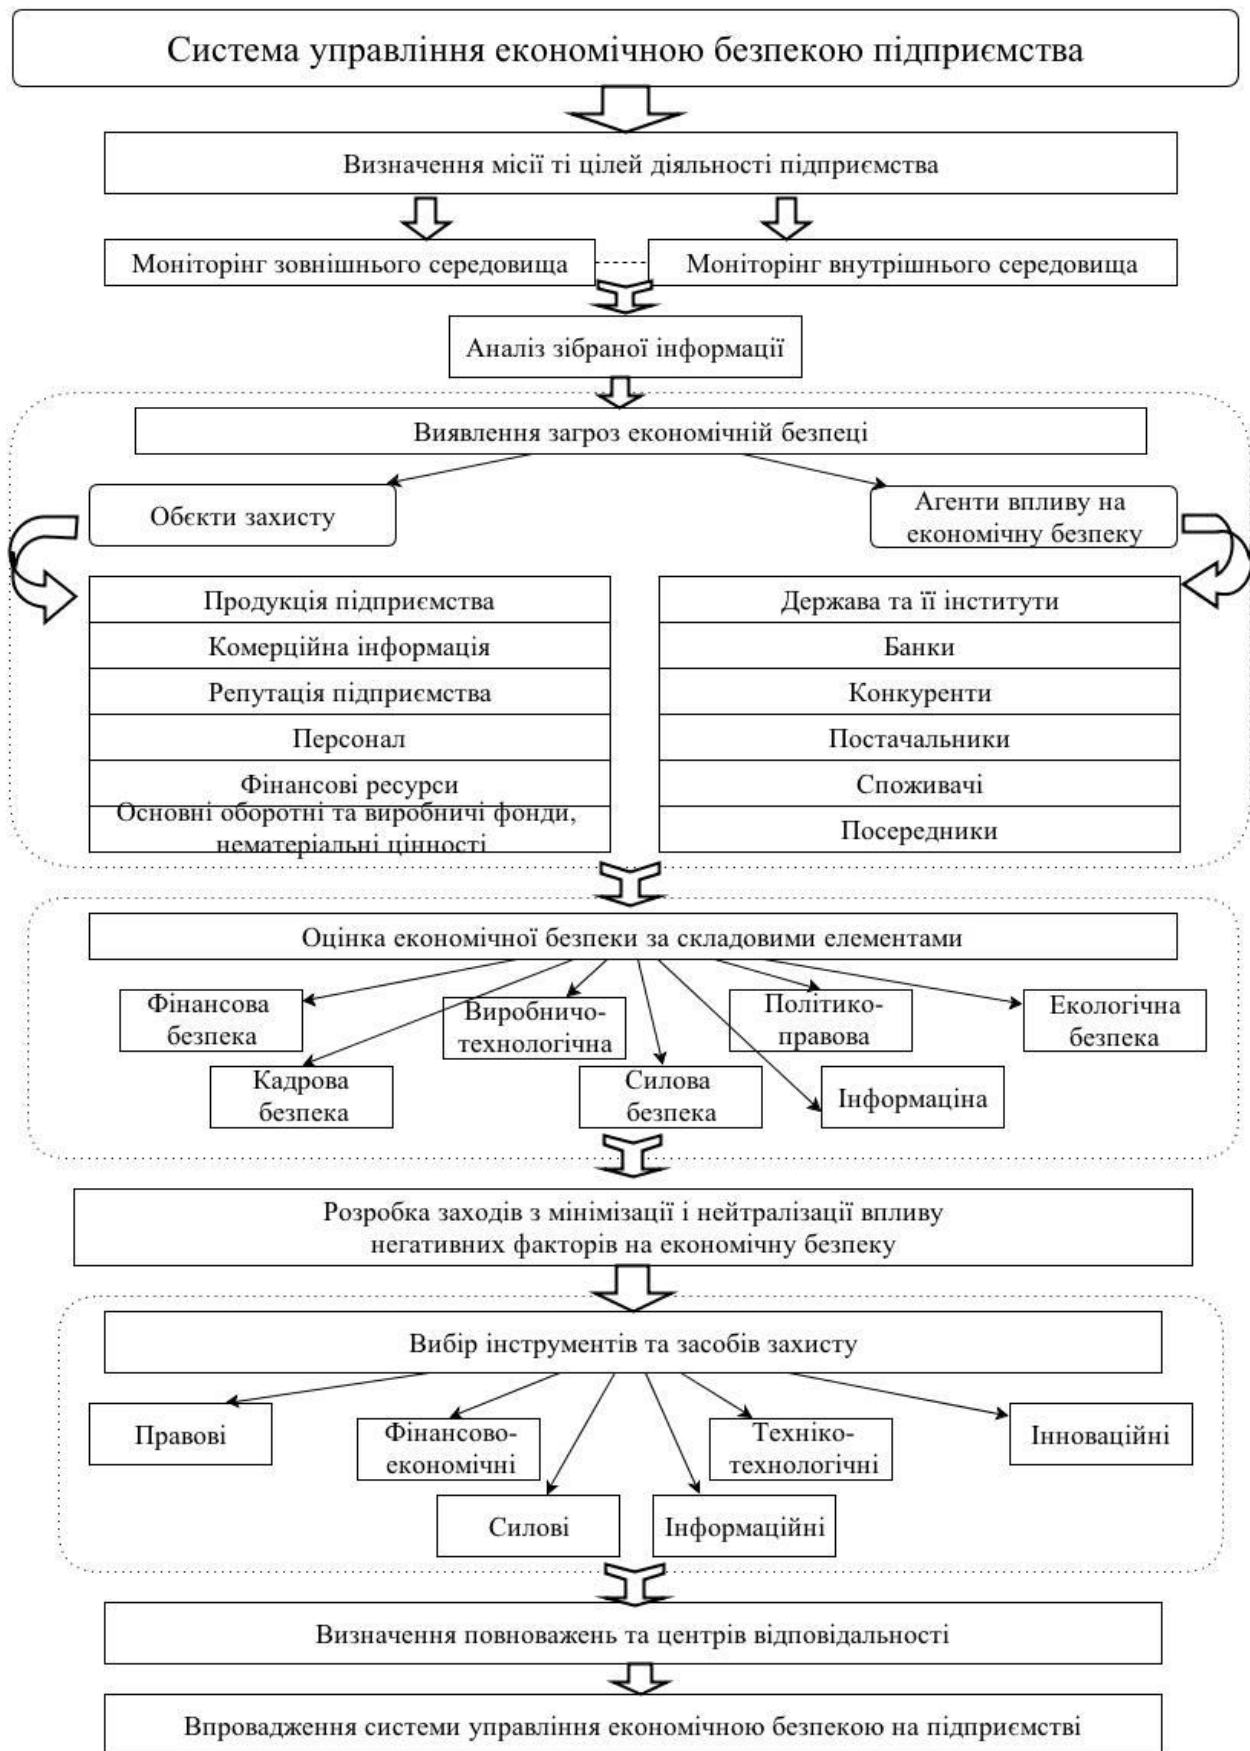 Система управління економічною безпекою підприємства
Визначення місії ті цілей діяльності підприємства
Моніторінг зовнішнього середовища
Моніторінг внутрішнього середовища
Аналіз зібраної інформації
Виявлення загроз економічній безпеці
Обєкти захисту
Агенти впливу на
економічну безпеку
Продукція підприємства
Комерційна інформація
Репутація підприємства
Персонал
Фінансові ресурси
Основні оборотні та виробничі фонди,
нематеріальні цінності
Держава та її інститути
Банки
Конкуренти
Постачальники
Споживачі
Посередники
Оцінка економічної безпеки за складовими елементами
Фінансова
безпека
Виробничо-
технологічна
Політико-
правова
Екологічна
безпека
Кадрова
безпека
Силова
безпека
Інформаціна
Розробка заходів з мінімізації і нейтралізації впливу
негативних факторів на економічну безпеку
Вибір інструментів та засобів захисту
Правові
Фінансово-
економічні
Техніко-
технологічні
Інноваційні
Силові
Інформаційні
Визначення повноважень та центрів відповідальності
Впровадження системи управління економічною безпекою на підприємстві